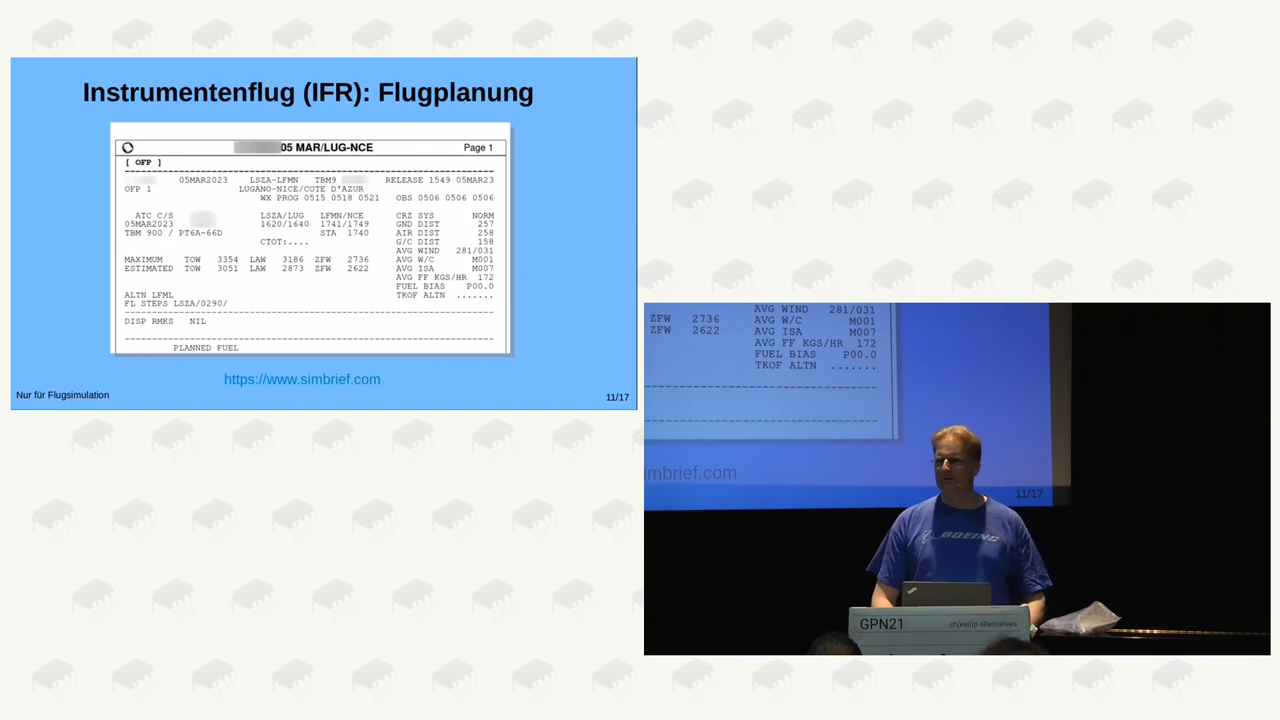 Instrumentenflug (IFR): Flugplanung
05 MAR/LUG-NCE Page 1
[ OFP ]
05MAR2023 LSZA-LFMN TBM9 RELEASE 1549 05MAR23
OFP 1 LUGANO-NICE/COTE D'AZUR
WX PROG 0515 0518 0521 OBS 0506 0506 0506
ATC C/S LSZA/LUG LFMN/NCE CRZ SYS NORM
05MAR2023 1620/1640 1741/1749 GND DIST 257
TBM 900 / PT6A-66D STA 1740 AIR DIST 258
CTOT:.... G/C DIST 158
AVG WIND 281/031
MAXIMUM TOW 3354 LAW 3186 ZFW 2736 AVG W/C M001
ESTIMATED TOW 3051 LAW 2873 ZFW 2622 AVG ISA M007
AVG FF KGS/HR 172
FUEL BIAS P00.0
ALTN LFML TKOF ALTN .......
FL STEPS LSZA/0290/
DISP RMKS NIL
PLANNED FUEL
https://www.simbrief.com
Nur für Flugsimulation 11/17
AVG WIND 281/031
ZFW 2736 AVG W/C M001
ZFW 2622 AVG ISA M007
AVG FF KGS/HR 172
FUEL BIAS P00.0
TKOF ALTN .......
imbrief.com
11/17
BOEING
GPN21 ch(ea)ip alternatives